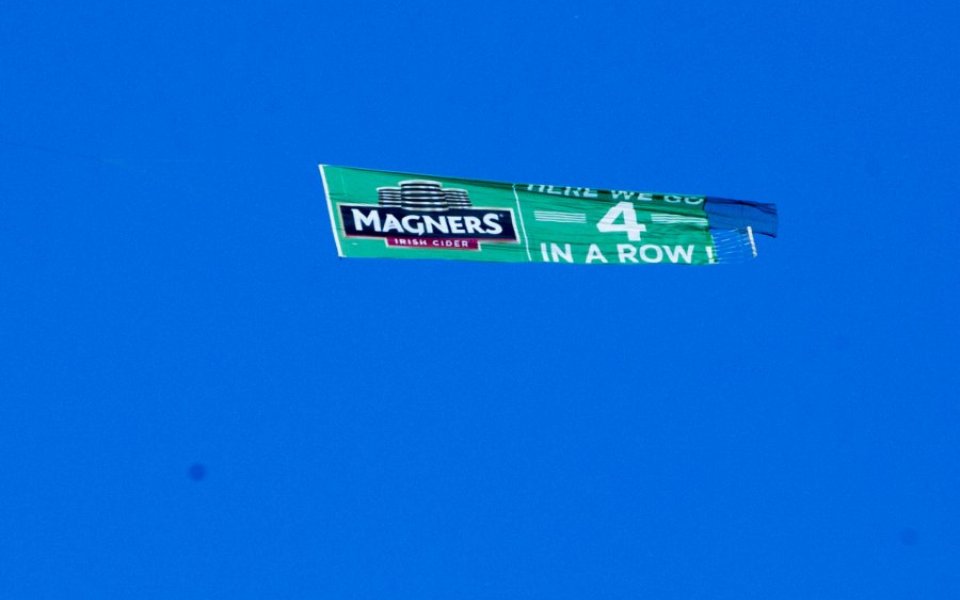 MAGNERS
IRISH CIDER
HERE WE GO
4
IN A ROW !